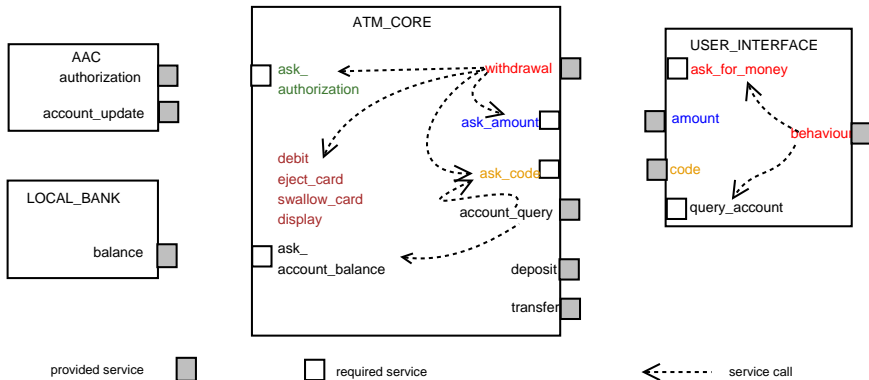 ATM_CORE
AAC
authorization
account_update
LOCAL_BANK
balance
ask_
authorization
withdrawal
ask_amount
debit
eject_card
swallow_card
display
ask_code
account_query
ask_
account_balance
deposit
transfer
USER_INTERFACE
ask_for_money
amount
behaviour
code
query_account
provided service
required service
service call